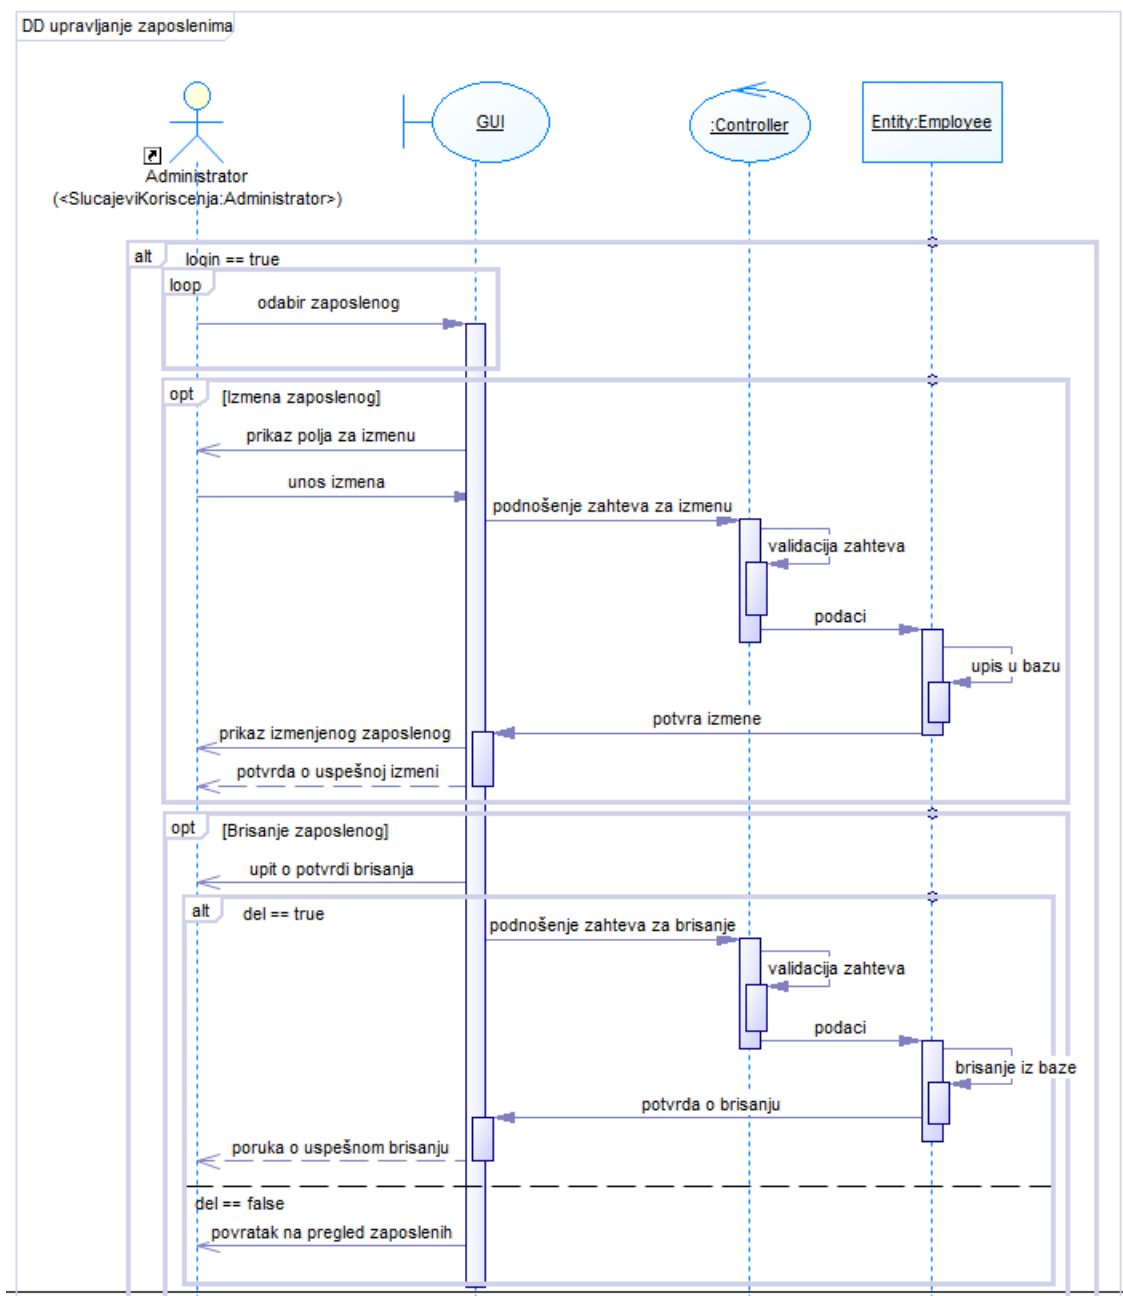 DD upravljanje zaposlenima
GUI
:Controller
Entity:Employee
Administrator
(<SlucajeviKoriscenja:Administrator>)
alt
login == true
loop
odabir zaposlenog
opt
[Izmena zaposlenog]
prikaz polja za izmenu
unos izmena
podnošenje zahteva za izmenu
validacija zahteva
podaci
upis u bazu
potvra izmene
prikaz izmenjenog zaposlenog
potvrda o uspešnoj izmeni
opt
[Brisanje zaposlenog]
upit o potvrdi brisanja
alt
del == true
podnošenje zahteva za brisanje
validacija zahteva
podaci
brisanje iz baze
potvrda o brisanju
poruka o uspešnom brisanju
del == false
povratak na pregled zaposlenih